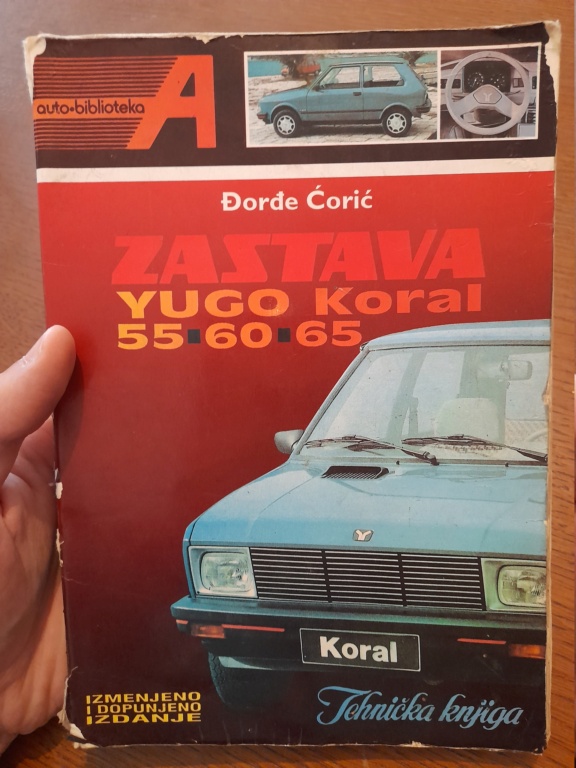 auto•biblioteka A
Đorđe Ćorić
ZASTAVA
YUGO Koral
55▪60▪65
Koral
IZMENJENO
I DOPUNJENO
IZDANJE
Tehnička knjiga